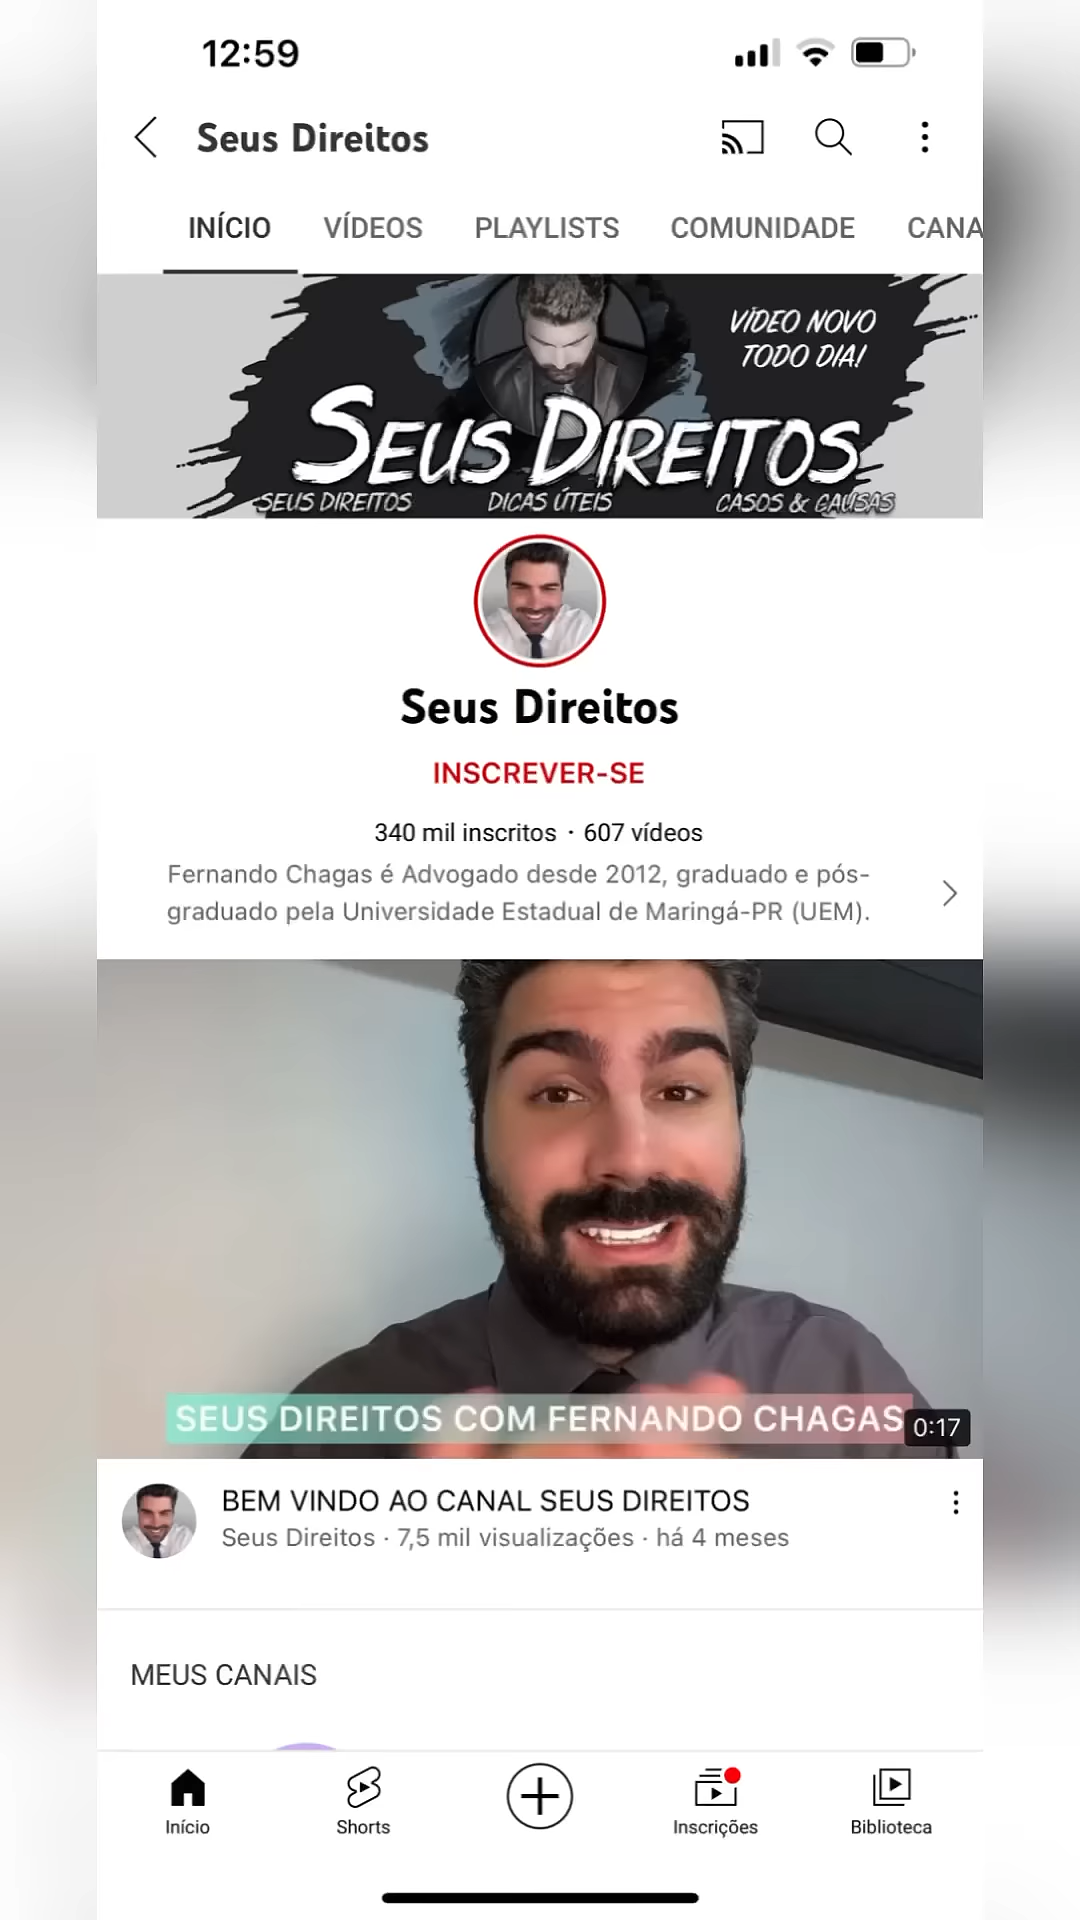 12:59
Seus Direitos
INÍCIO VÍDEOS PLAYLISTS COMUNIDADE CANA
VÍDEO NOVO
TODO DIA!
SEUS DIREITOS
SEUS DIREITOS DICAS ÚTEIS CASOS & CAUSAS
Seus Direitos
INSCREVER-SE
340 mil inscritos · 607 vídeos
Fernando Chagas é Advogado desde 2012, graduado e pós-
graduado pela Universidade Estadual de Maringá-PR (UEM).
SEUS DIREITOS COM FERNANDO CHAGAS
0:17
BEM VINDO AO CANAL SEUS DIREITOS
Seus Direitos · 7,5 mil visualizações · há 4 meses
MEUS CANAIS
Início Shorts Inscrições Biblioteca